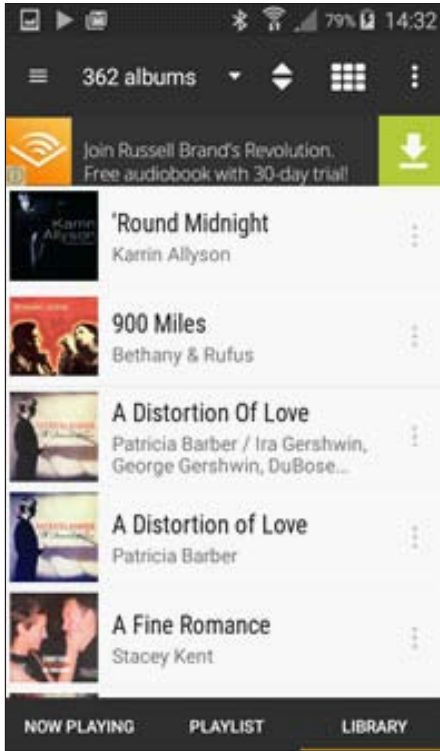 79% 14:32
362 albums
Join Russell Brand's Revolution.
Free audiobook with 30-day trial!
Karrin
Allyson
'Round Midnight
Karrin Allyson
900 Miles
Bethany & Rufus
A Distortion Of Love
Patricia Barber / Ira Gershwin,
George Gershwin, DuBose...
A Distortion of Love
Patricia Barber
A Fine Romance
Stacey Kent
NOW PLAYING PLAYLIST LIBRARY